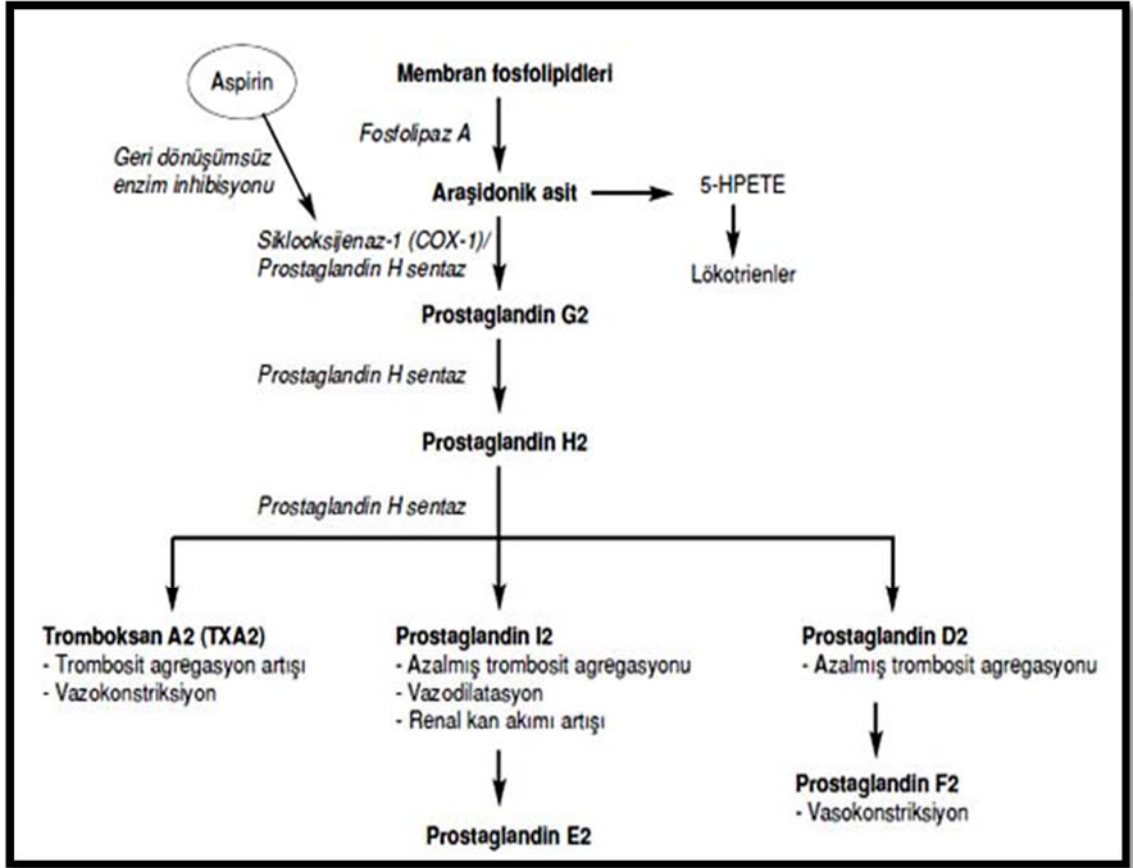 Aspirin
Membran fosfolipidleri
Fosfolipaz A
Geri dönüşümsüz
enzim inhibisyonu
Araşidonik asit
5-HPETE
Siklooksijenaz-1 (COX-1)/
Prostaglandin H sentaz
Lökotrienler
Prostaglandin G2
Prostaglandin H sentaz
Prostaglandin H2
Prostaglandin H sentaz
Tromboksan A2 (TXA2)
- Trombosit agregasyon artışı
- Vazokonstriksiyon
Prostaglandin I2
- Azalmış trombosit agregasyonu
- Vazodilatasyon
- Renal kan akımı artışı
Prostaglandin E2
Prostaglandin D2
- Azalmış trombosit agregasyonu
Prostaglandin F2
- Vasokonstriksiyon